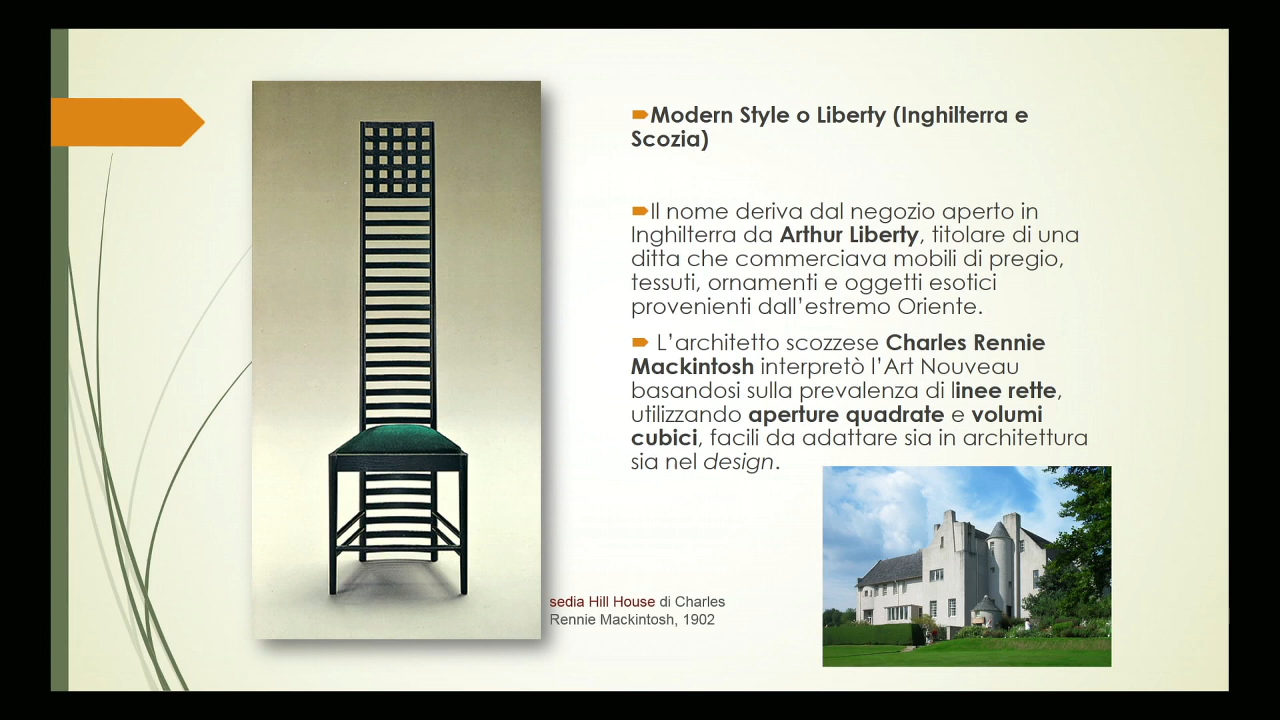 Modern Style o Liberty (Inghilterra e
Scozia)
Il nome deriva dal negozio aperto in
Inghilterra da Arthur Liberty, titolare di una
ditta che commerciava mobili di pregio,
tessuti, ornamenti e oggetti esotici
provenienti dall’estremo Oriente.
L’architetto scozzese Charles Rennie
Mackintosh interpretò l’Art Nouveau
basandosi sulla prevalenza di linee rette,
utilizzando aperture quadrate e volumi
cubici, facili da adattare sia in architettura
sia nel design.
sedia Hill House di Charles
Rennie Mackintosh, 1902